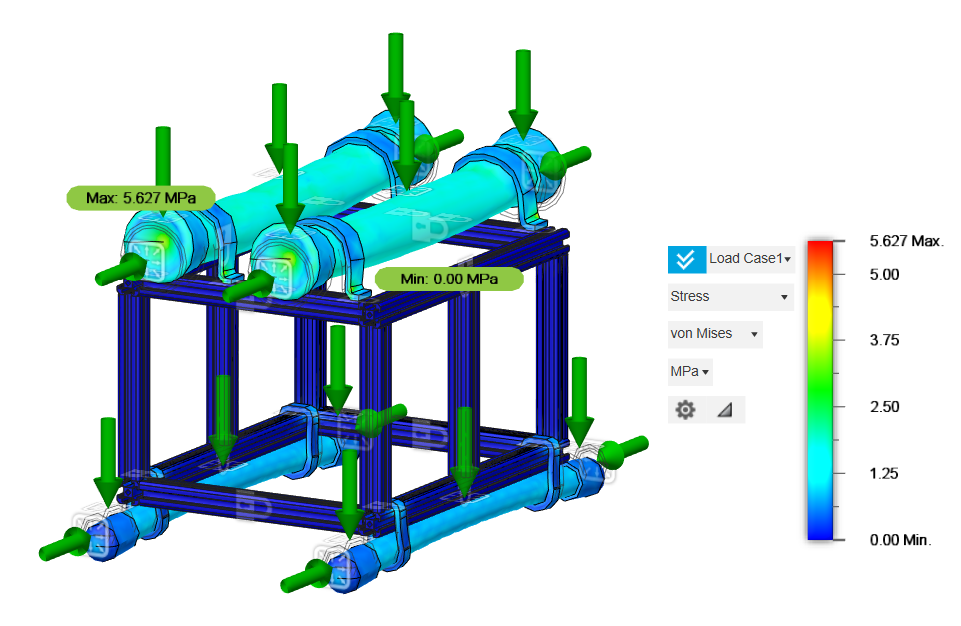 Max: 5.627 MPa
Min: 0.00 MPa
Load Case1
Stress
von Mises
MPa
5.627 Max.
5.00
3.75
2.50
1.25
0.00 Min.